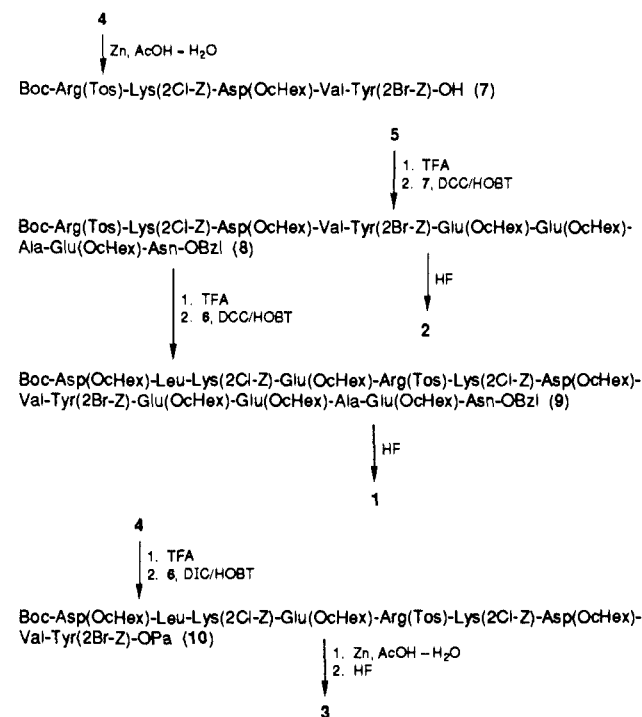 4
Zn, AcOH – H₂O
Boc-Arg(Tos)-Lys(2Cl-Z)-Asp(OcHex)-Val-Tyr(2Br-Z)-OH (7)
5
1. TFA
2. 7, DCC/HOBT
Boc-Arg(Tos)-Lys(2Cl-Z)-Asp(OcHex)-Val-Tyr(2Br-Z)-Glu(OcHex)-Glu(OcHex)-
Ala-Glu(OcHex)-Asn-OBzl (8)
HF
2
1. TFA
2. 6, DCC/HOBT
Boc-Asp(OcHex)-Leu-Lys(2Cl-Z)-Glu(OcHex)-Arg(Tos)-Lys(2Cl-Z)-Asp(OcHex)-
Val-Tyr(2Br-Z)-Glu(OcHex)-Glu(OcHex)-Ala-Glu(OcHex)-Asn-OBzl (9)
HF
1
4
1. TFA
2. 6, DIC/HOBT
Boc-Asp(OcHex)-Leu-Lys(2Cl-Z)-Glu(OcHex)-Arg(Tos)-Lys(2Cl-Z)-Asp(OcHex)-
Val-Tyr(2Br-Z)-OPa (10)
1. Zn, AcOH – H₂O
2. HF
3